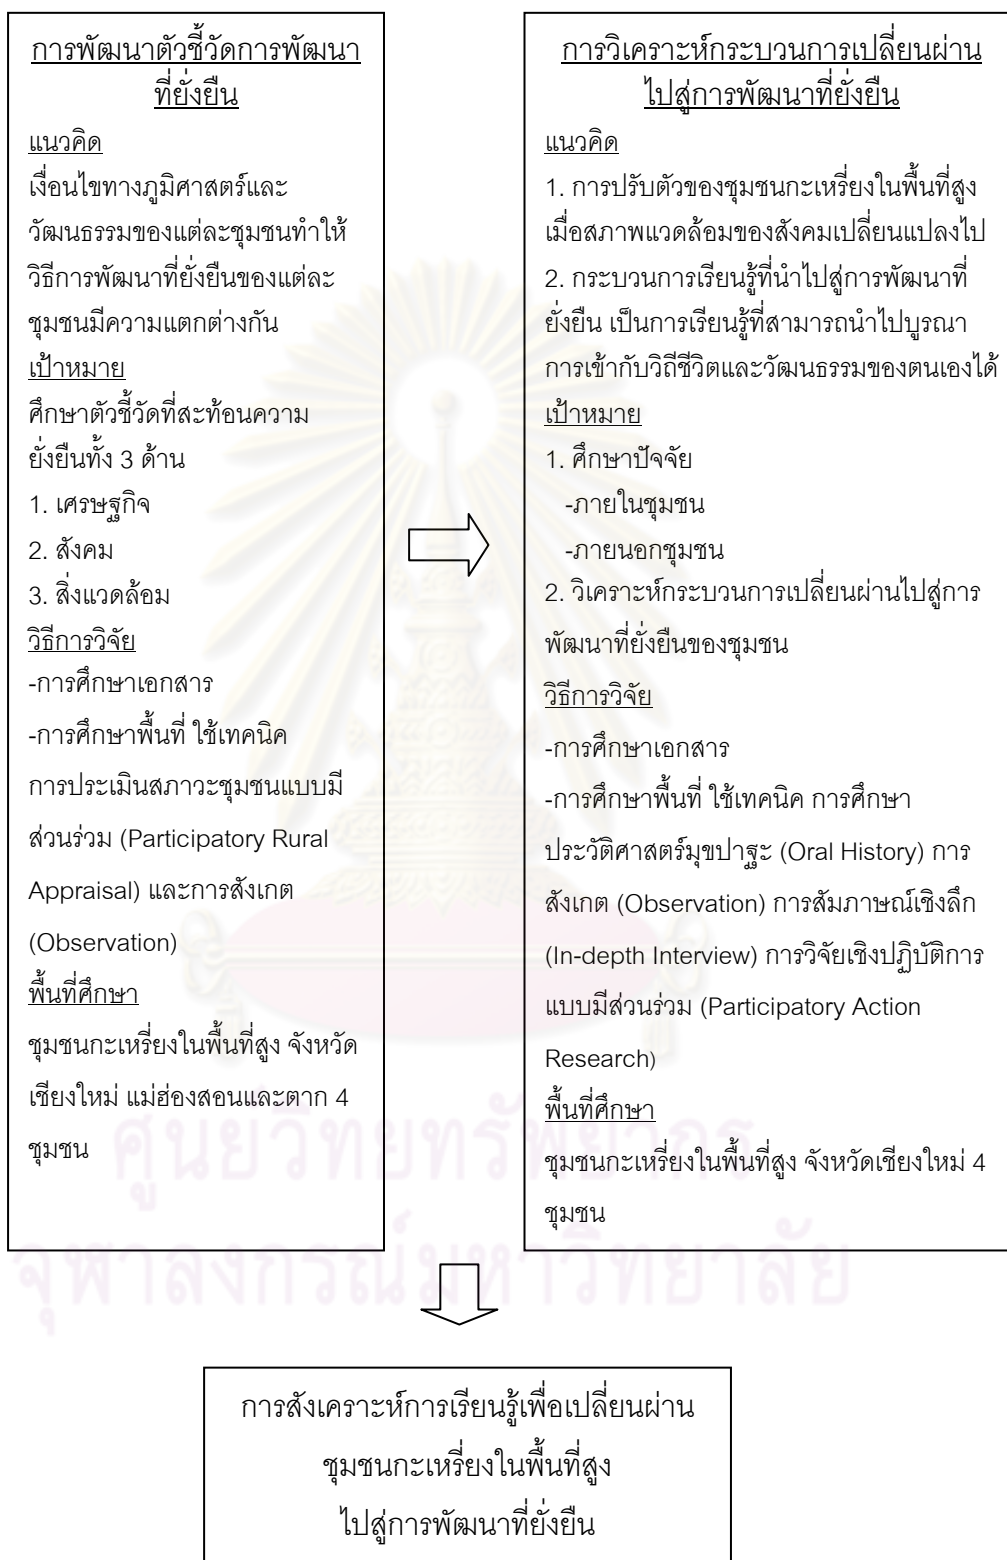 การพัฒนาตัวชี้วัดการพัฒนา
ที่ยั่งยืน
แนวคิด
เงื่อนไขทางภูมิศาสตร์และ
วัฒนธรรมของแต่ละชุมชนทำให้
วิธีการพัฒนาที่ยั่งยืนของแต่ละ
ชุมชนมีความแตกต่างกัน
เป้าหมาย
ศึกษาตัวชี้วัดที่สะท้อนความ
ยั่งยืนทั้ง 3 ด้าน
1. เศรษฐกิจ
2. สังคม
3. สิ่งแวดล้อม
วิธีการวิจัย
-การศึกษาเอกสาร
-การศึกษาพื้นที่ ใช้เทคนิค
การประเมินสภาวะชุมชนแบบมี
ส่วนร่วม (Participatory Rural
Appraisal) และการสังเกต
(Observation)
พื้นที่ศึกษา
ชุมชนกะเหรี่ยงในพื้นที่สูง จังหวัด
เชียงใหม่ แม่ฮ่องสอนและตาก 4
ชุมชน
การวิเคราะห์กระบวนการเปลี่ยนผ่าน
ไปสู่การพัฒนาที่ยั่งยืน
แนวคิด
1. การปรับตัวของชุมชนกะเหรี่ยงในพื้นที่สูง
เมื่อสภาพแวดล้อมของสังคมเปลี่ยนแปลงไป
2. กระบวนการเรียนรู้ที่นำไปสู่การพัฒนาที่
ยั่งยืน เป็นการเรียนรู้ที่สามารถนำไปบูรณา
การเข้ากับวิถีชีวิตและวัฒนธรรมของตนเองได้
เป้าหมาย
1. ศึกษาปัจจัย
-ภายในชุมชน
-ภายนอกชุมชน
2. วิเคราะห์กระบวนการเปลี่ยนผ่านไปสู่การ
พัฒนาที่ยั่งยืนของชุมชน
วิธีการวิจัย
-การศึกษาเอกสาร
-การศึกษาพื้นที่ ใช้เทคนิค การศึกษา
ประวัติศาสตร์มุขปาฐะ (Oral History) การ
สังเกต (Observation) การสัมภาษณ์เชิงลึก
(In-depth Interview) การวิจัยเชิงปฏิบัติการ
แบบมีส่วนร่วม (Participatory Action
Research)
พื้นที่ศึกษา
ชุมชนกะเหรี่ยงในพื้นที่สูง จังหวัดเชียงใหม่ 4
ชุมชน
ศูนย์วิทยทรัพยากร
จุฬาลงกรณ์มหาวิทยาลัย
การสังเคราะห์การเรียนรู้เพื่อเปลี่ยนผ่าน
ชุมชนกะเหรี่ยงในพื้นที่สูง
ไปสู่การพัฒนาที่ยั่งยืน